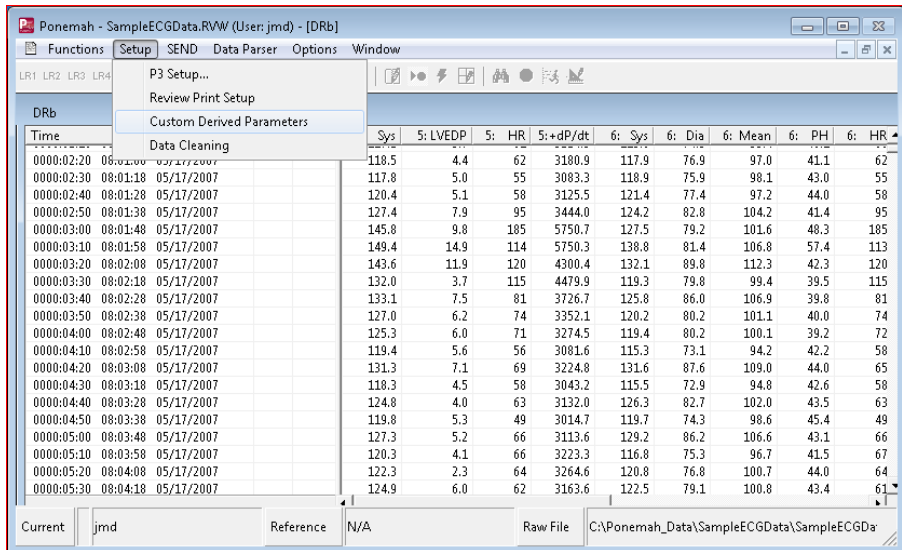 Ponemah - SampleECGData.RVW (User: jmd) - [DRb]
Functions Setup SEND Data Parser Options Window
LR1 LR2 LR3 LR4
P3 Setup...
Review Print Setup
Custom Derived Parameters
Data Cleaning
DRb
Time Sys 5: LVEDP 5: HR 5:+dP/dt 6: Sys 6: Dia 6: Mean 6: PH 6: HR
0000:02:20 08:01:08 05/17/2007 118.5 4.4 62 3180.9 117.9 76.9 97.0 41.1 62
0000:02:30 08:01:18 05/17/2007 117.8 5.0 55 3083.3 118.9 75.9 98.1 43.0 55
0000:02:40 08:01:28 05/17/2007 120.4 5.1 58 3125.5 121.4 77.4 97.2 44.0 58
0000:02:50 08:01:38 05/17/2007 127.4 7.9 95 3444.0 124.2 82.8 104.2 41.4 95
0000:03:00 08:01:48 05/17/2007 145.8 9.8 185 5750.7 127.5 79.2 101.6 48.3 185
0000:03:10 08:01:58 05/17/2007 149.4 14.9 114 5750.3 138.8 81.4 106.8 57.4 113
0000:03:20 08:02:08 05/17/2007 143.6 11.9 120 4300.4 132.1 89.8 112.3 42.3 120
0000:03:30 08:02:18 05/17/2007 132.0 3.7 115 4479.9 119.3 79.8 99.4 39.5 115
0000:03:40 08:02:28 05/17/2007 133.1 7.5 81 3726.7 125.8 86.0 106.9 39.8 81
0000:03:50 08:02:38 05/17/2007 127.0 6.2 74 3352.1 120.2 80.2 101.1 40.0 74
0000:04:00 08:02:48 05/17/2007 125.3 6.0 71 3274.5 119.4 80.2 100.1 39.2 72
0000:04:10 08:02:58 05/17/2007 119.4 5.6 56 3081.6 115.3 73.1 94.2 42.2 58
0000:04:20 08:03:08 05/17/2007 131.3 7.1 69 3224.8 131.6 87.6 109.0 44.0 65
0000:04:30 08:03:18 05/17/2007 118.3 4.5 58 3043.2 115.5 72.9 94.8 42.6 58
0000:04:40 08:03:28 05/17/2007 124.8 4.0 63 3132.0 126.3 82.7 102.0 43.5 63
0000:04:50 08:03:38 05/17/2007 119.8 5.3 49 3014.7 119.7 74.3 98.6 45.4 49
0000:05:00 08:03:48 05/17/2007 127.3 5.2 66 3113.6 129.2 86.2 106.6 43.1 66
0000:05:10 08:03:58 05/17/2007 120.3 4.1 66 3223.3 116.8 75.3 96.7 41.5 67
0000:05:20 08:04:08 05/17/2007 122.3 2.3 64 3264.6 120.8 76.8 100.7 44.0 64
0000:05:30 08:04:18 05/17/2007 124.9 6.0 62 3163.6 122.5 79.1 100.8 43.4 61
Current jmd Reference N/A Raw File C:\Ponemah_Data\SampleECGData\SampleECGDa